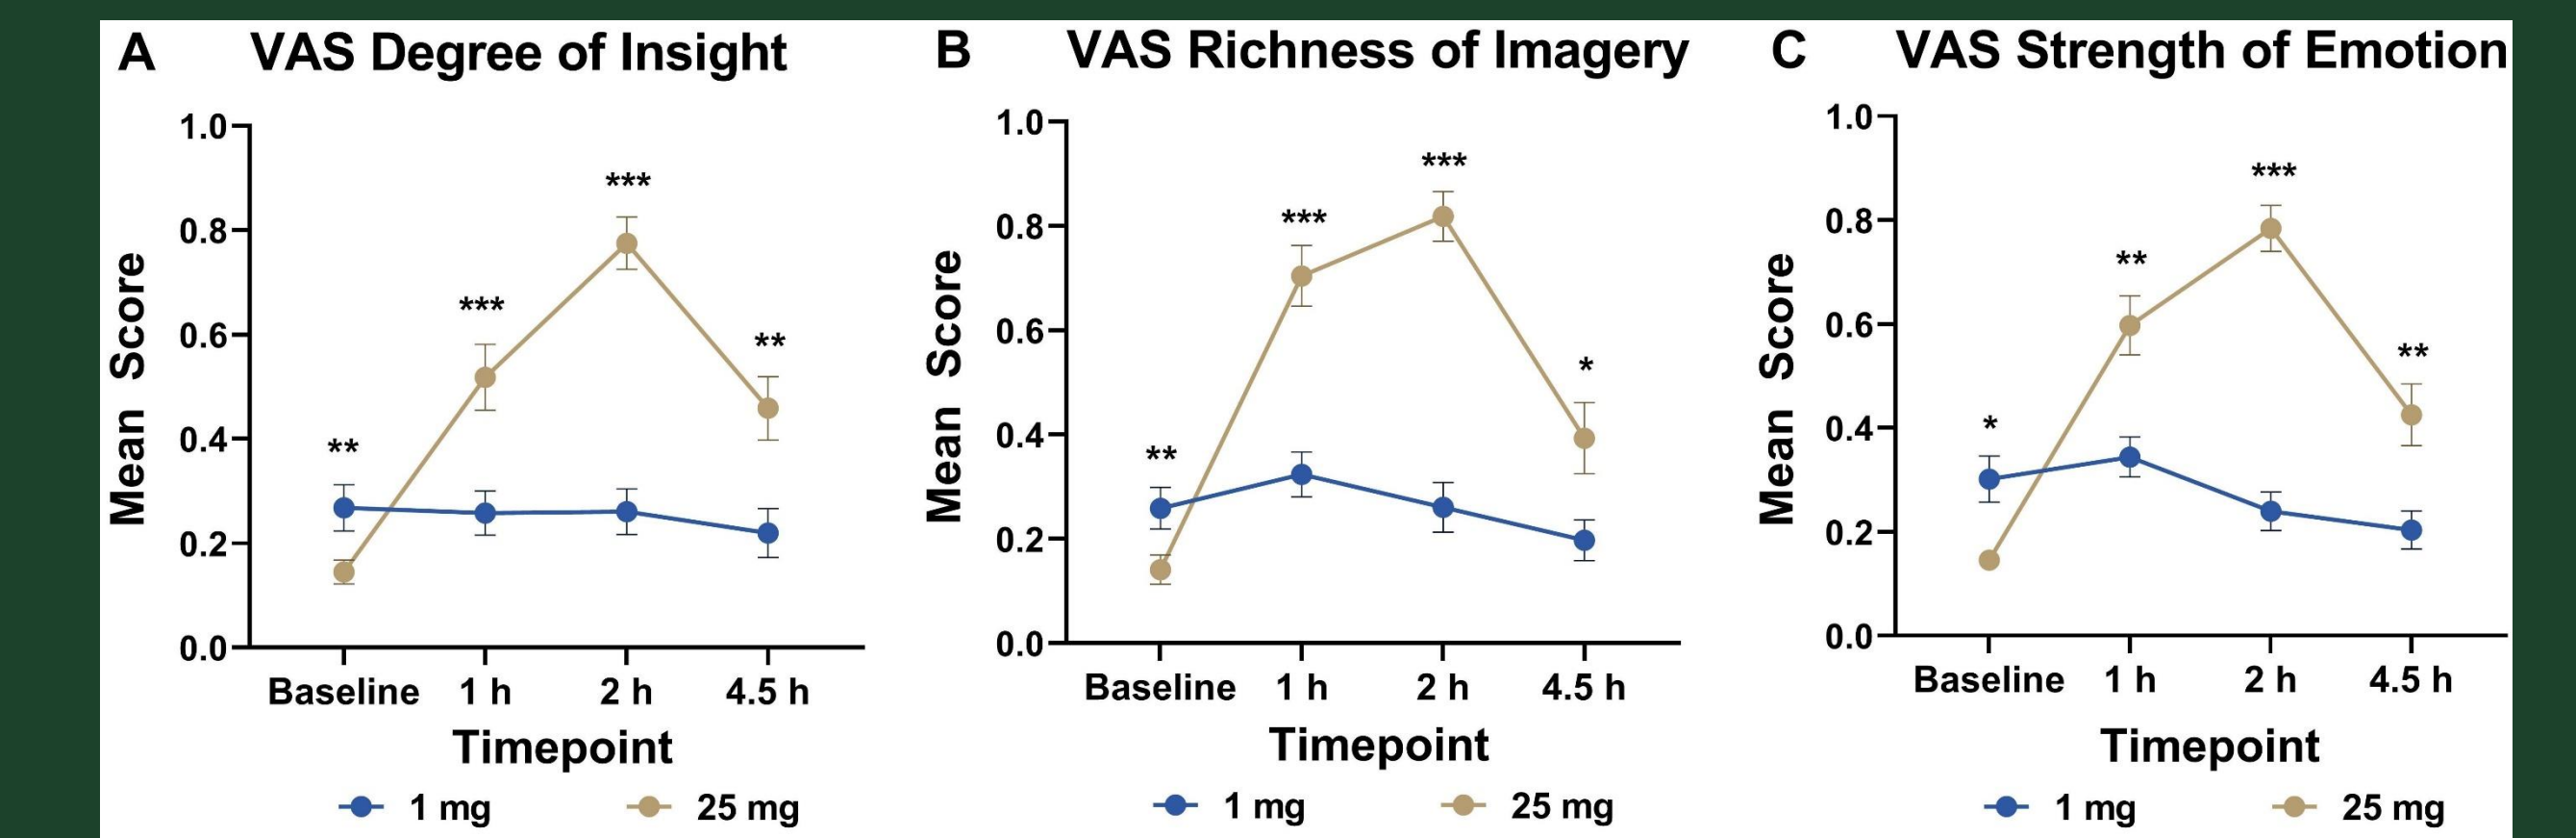 A VAS Degree of Insight
1.0
0.8
0.6
0.4
0.2
0.0
Mean Score
**
***
***
**
Baseline 1 h 2 h 4.5 h
Timepoint
1 mg 25 mg
B VAS Richness of Imagery
1.0
0.8
0.6
0.4
0.2
0.0
Mean Score
**
***
***
*
Baseline 1 h 2 h 4.5 h
Timepoint
1 mg 25 mg
C VAS Strength of Emotion
1.0
0.8
0.6
0.4
0.2
0.0
Mean Score
*
**
***
**
Baseline 1 h 2 h 4.5 h
Timepoint
1 mg 25 mg